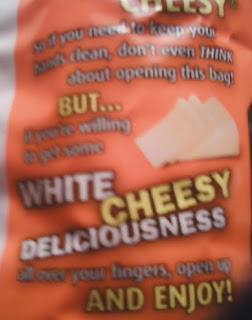 CHEESY
So if you need to keep your
hands clean, don't even THINK
about opening this bag!
BUT...
if you're willing
to get some
WHITE
CHEESY
DELICIOUSNESS
all over your fingers, open up
AND ENJOY!